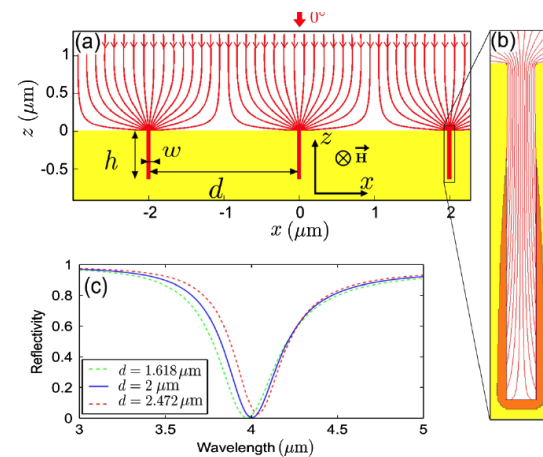 0°
(a)
(b)
1
0.5
0
-0.5
z (μm)
h
w
d
z
x
⊗ H
-2
-1
0
1
2
x (μm)
(c)
1
0.8
0.6
0.4
0.2
0
Reflectivity
d = 1.618 μm
d = 2 μm
d = 2.472 μm
3
3.5
4
4.5
5
Wavelength (μm)